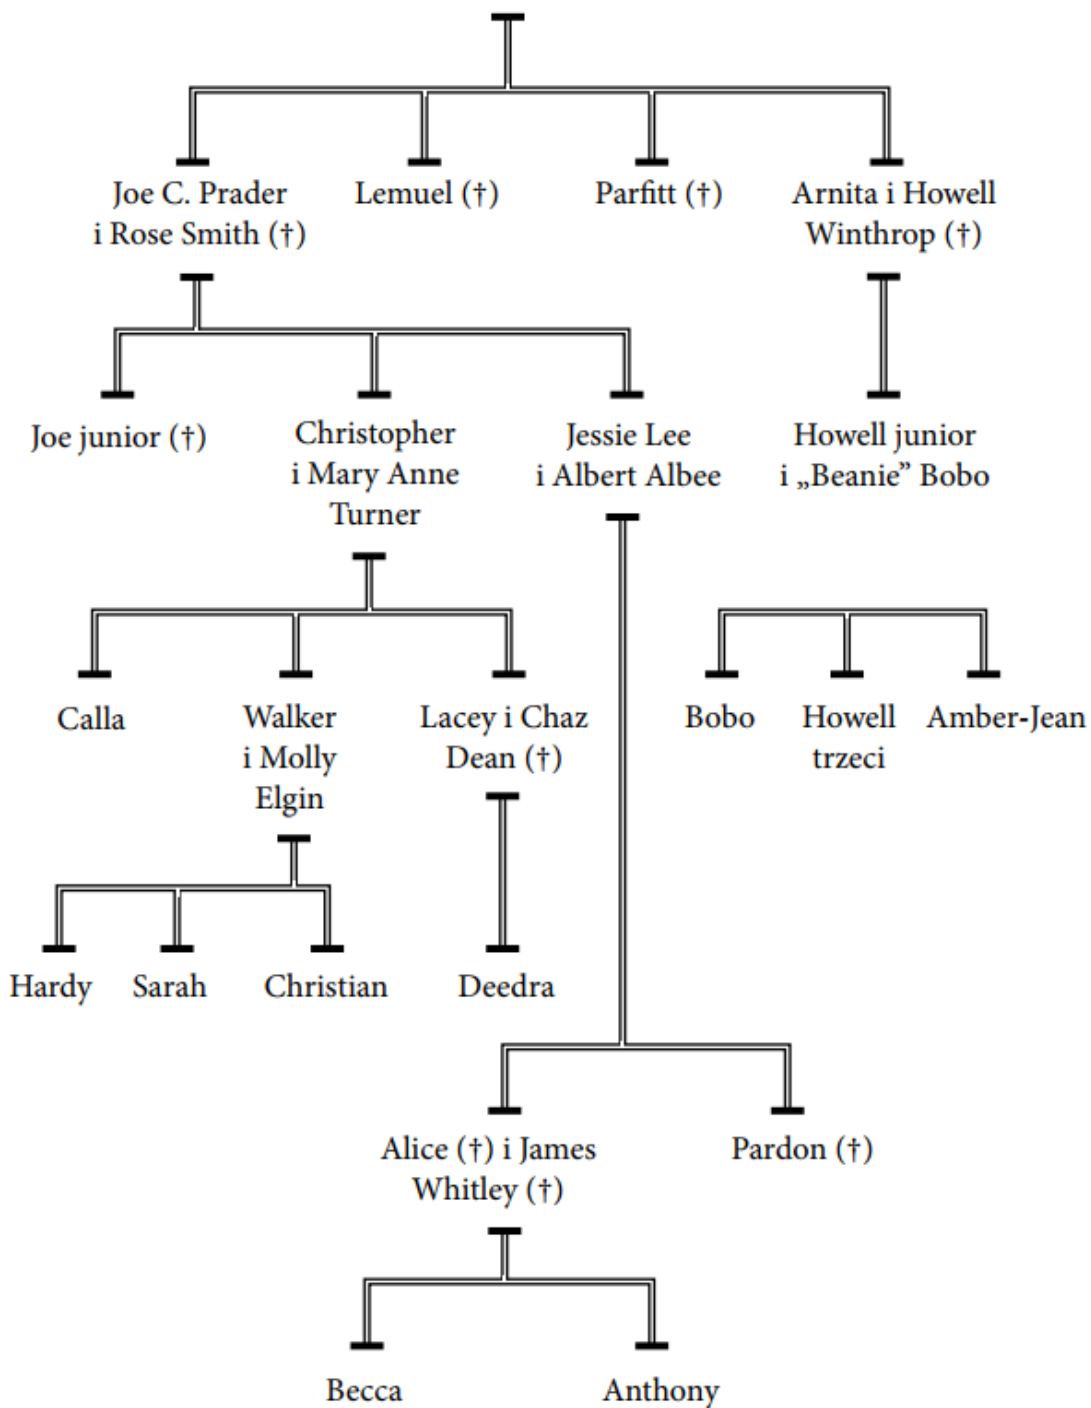 Joe C. Prader
i Rose Smith (†)
Lemuel (†)
Parfitt (†)
Arnita i Howell
Winthrop (†)
Joe junior (†)
Christopher
i Mary Anne
Turner
Jessie Lee
i Albert Albee
Howell junior
i „Beanie” Bobo
Calla
Walker
i Molly
Elgin
Lacey i Chaz
Dean (†)
Bobo
Howell
trzeci
Amber-Jean
Hardy
Sarah
Christian
Deedra
Alice (†) i James
Whitley (†)
Pardon (†)
Becca
Anthony